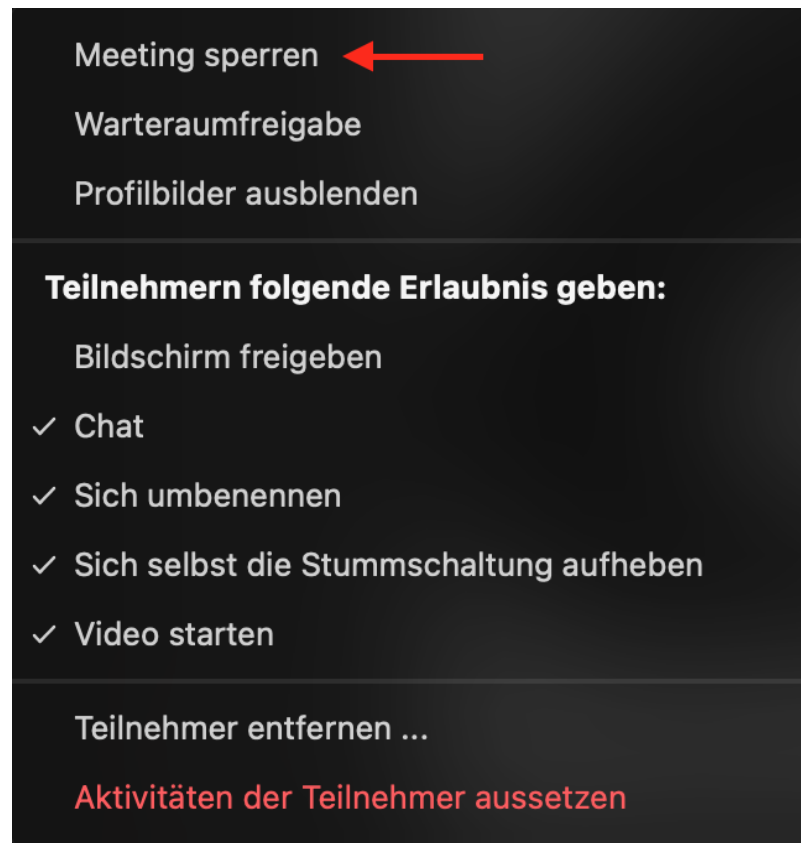 Meeting sperren
Warteraumfreigabe
Profilbilder ausblenden
Teilnehmern folgende Erlaubnis geben:
Bildschirm freigeben
✓ Chat
✓ Sich umbenennen
✓ Sich selbst die Stummschaltung aufheben
✓ Video starten
Teilnehmer entfernen ...
Aktivitäten der Teilnehmer aussetzen